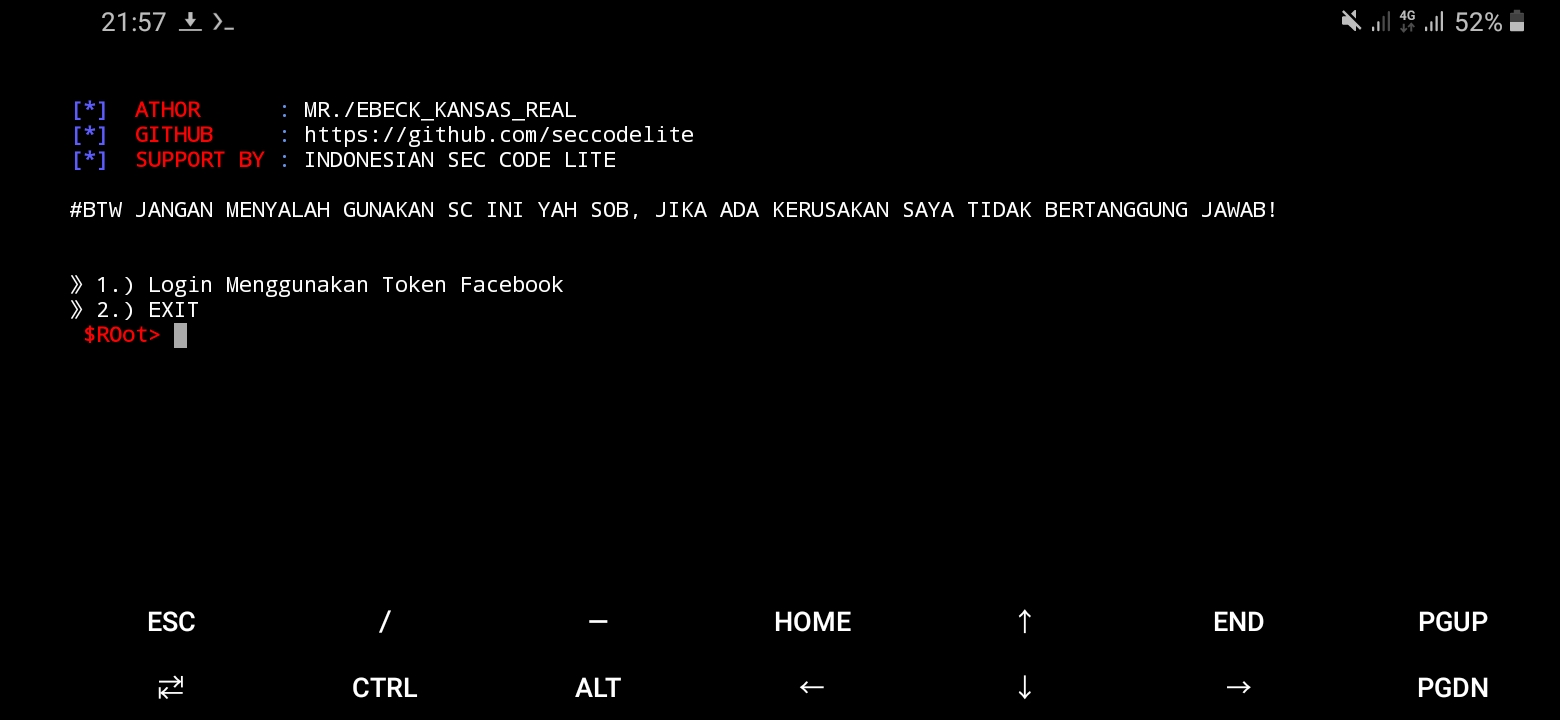 21:57 4G 52%
[*] ATHOR : MR./EBECK_KANSAS_REAL
[*] GITHUB : https://github.com/seccodelite
[*] SUPPORT BY : INDONESIAN SEC CODE LITE
#BTW JANGAN MENYALAH GUNAKAN SC INI YAH SOB, JIKA ADA KERUSAKAN SAYA TIDAK BERTANGGUNG JAWAB!
》 1.) Login Menggunakan Token Facebook
》 2.) EXIT
$ROot>
ESC / — HOME ↑ END PGUP
CTRL ALT ← ↓ → PGDN